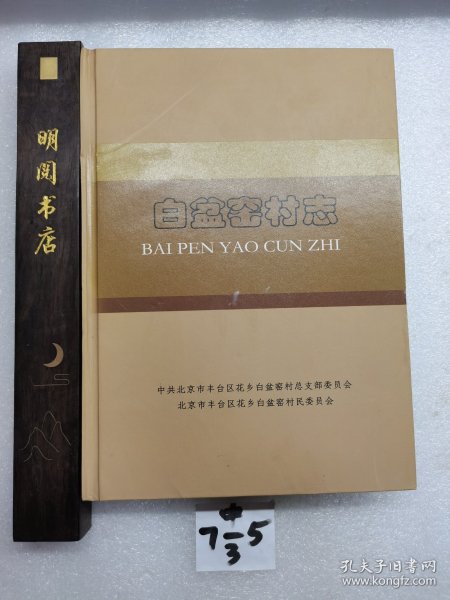 明阅书店
白盆窑村志
BAI PEN YAO CUN ZHI
中共北京市丰台区花乡白盆窑村总支部委员会
北京市丰台区花乡白盆窑村民委员会
中
7 3 5
孔夫子旧书网
www.kongfz.com